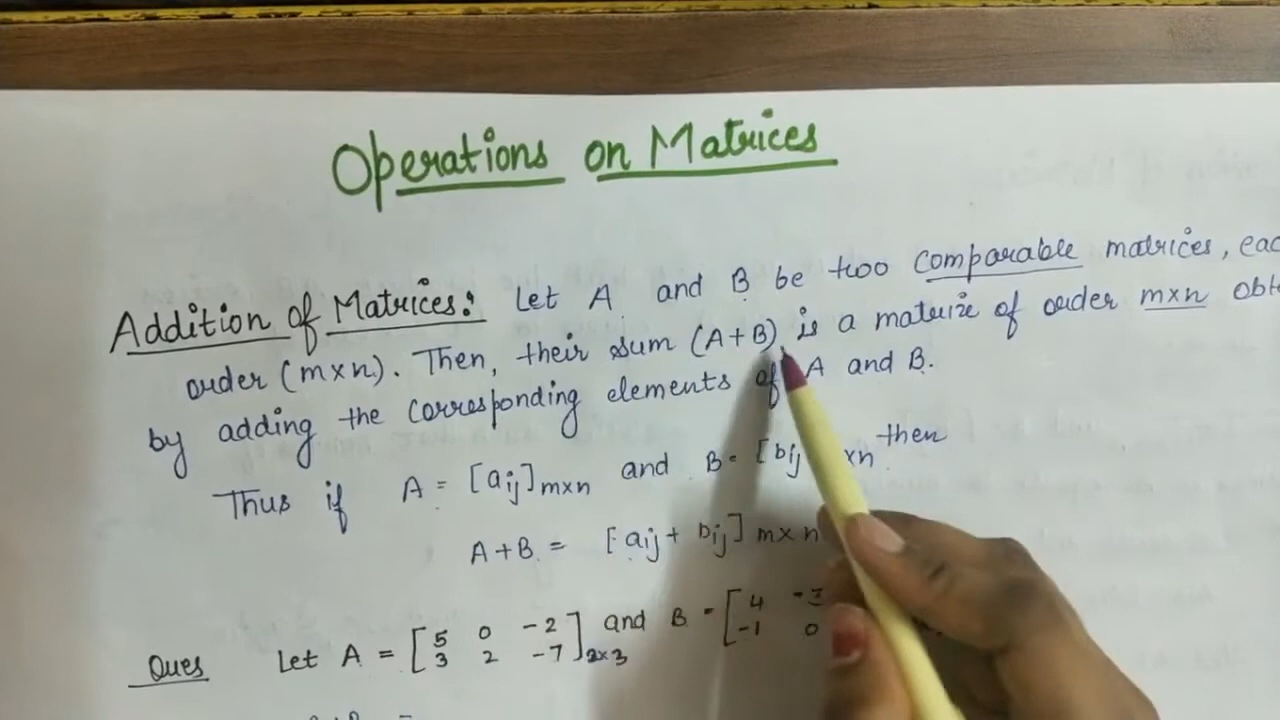 Operations on Matrices
Addition of Matrices: Let A and B be two comparable matrices, eac
order (m×n). Then, their sum (A+B) is a matrix of order m×n obt
by adding the corresponding elements of A and B.
Thus if A = [aij]m×n and B = [bij ×n then
A+B = [aij + bij] m×n
Ques Let A = [5 0 -2 and B = [4
3 2 -7]2×3 -1 0